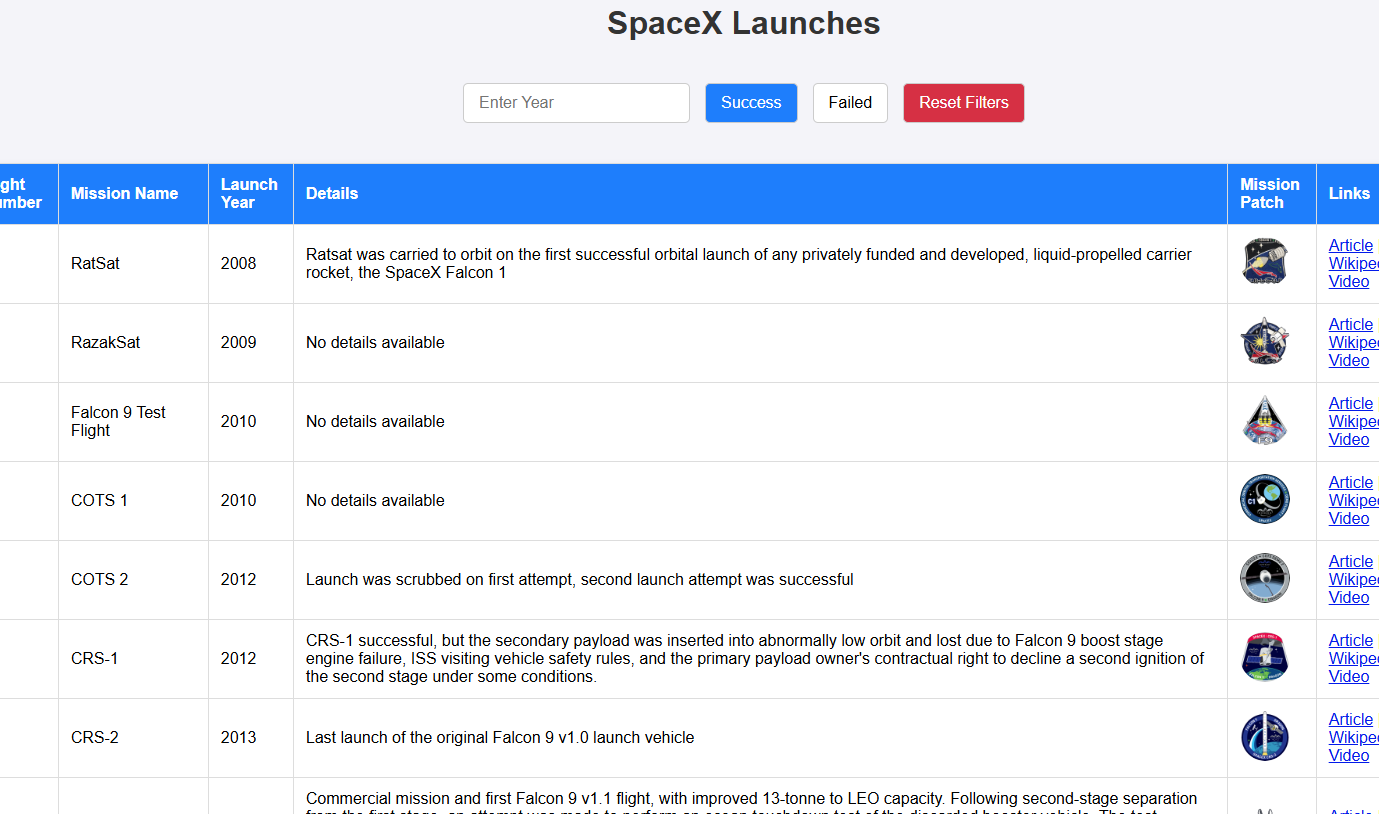 SpaceX Launches
Enter Year
Success
Failed
Reset Filters
Mission Name
Launch
Year
Details
Mission
Patch
Links
RatSat
2008
Ratsat was carried to orbit on the first successful orbital launch of any privately funded and developed, liquid-propelled carrier
rocket, the SpaceX Falcon 1
Article
Wikipe
Video
RazakSat
2009
No details available
Article
Wikipe
Video
Falcon 9 Test
Flight
2010
No details available
Article
Wikipe
Video
COTS 1
2010
No details available
Article
Wikipe
Video
COTS 2
2012
Launch was scrubbed on first attempt, second launch attempt was successful
Article
Wikipe
Video
CRS-1
2012
CRS-1 successful, but the secondary payload was inserted into abnormally low orbit and lost due to Falcon 9 boost stage
engine failure, ISS visiting vehicle safety rules, and the primary payload owner's contractual right to decline a second ignition of
the second stage under some conditions.
Article
Wikipe
Video
CRS-2
2013
Last launch of the original Falcon 9 v1.0 launch vehicle
Article
Wikipe
Video
Commercial mission and first Falcon 9 v1.1 flight, with improved 13-tonne to LEO capacity. Following second-stage separation